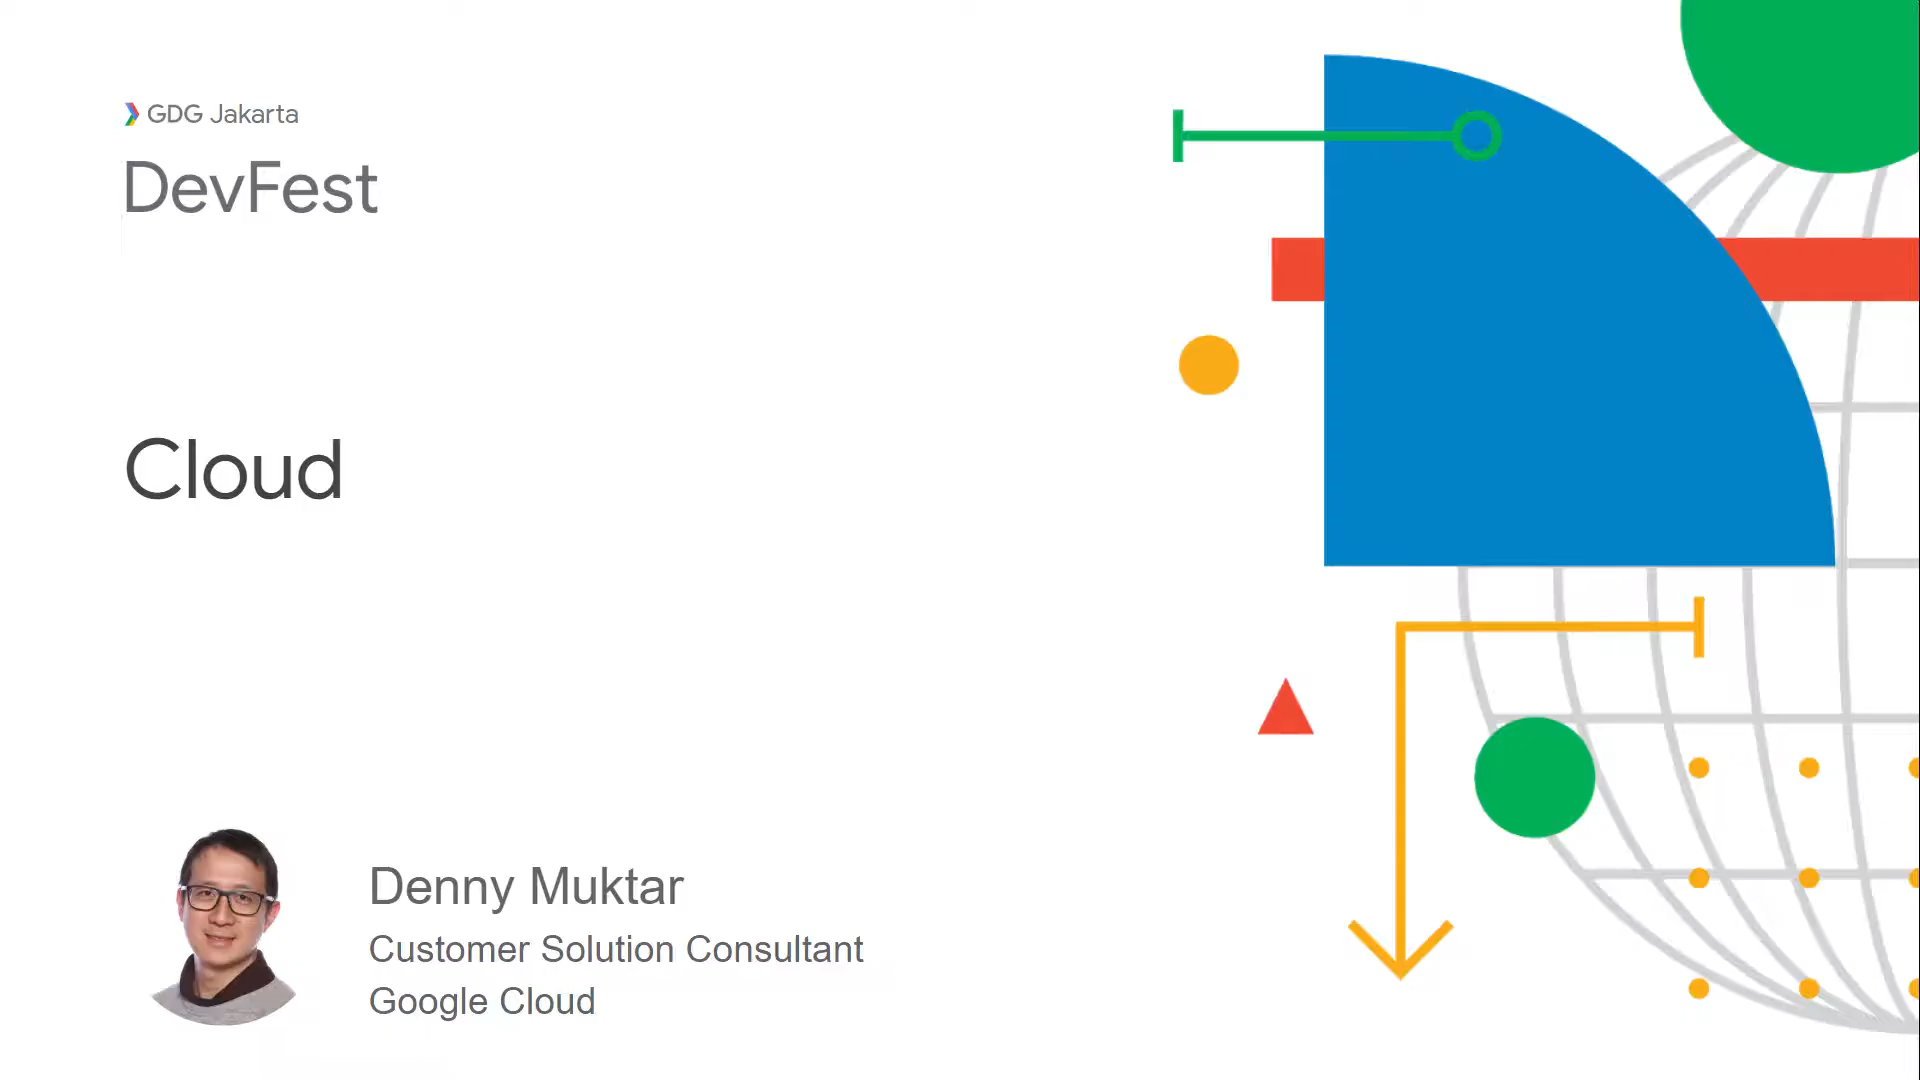 GDG Jakarta
DevFest
Cloud
Denny Muktar
Customer Solution Consultant
Google Cloud